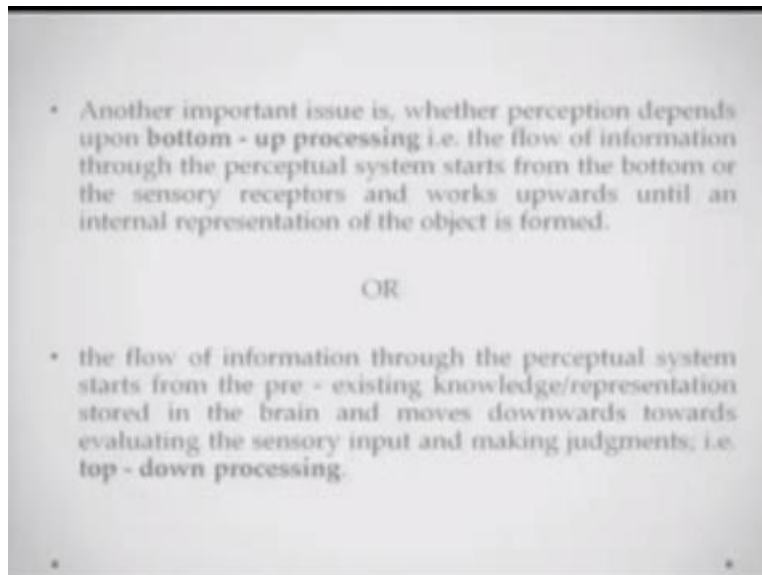 • Another important issue is, whether perception depends
upon bottom - up processing i.e. the flow of information
through the perceptual system starts from the bottom or
the sensory receptors and works upwards until an
internal representation of the object is formed.
OR
• the flow of information through the perceptual system
starts from the pre - existing knowledge/representation
stored in the brain and moves downwards towards
evaluating the sensory input and making judgments; i.e.
top - down processing.